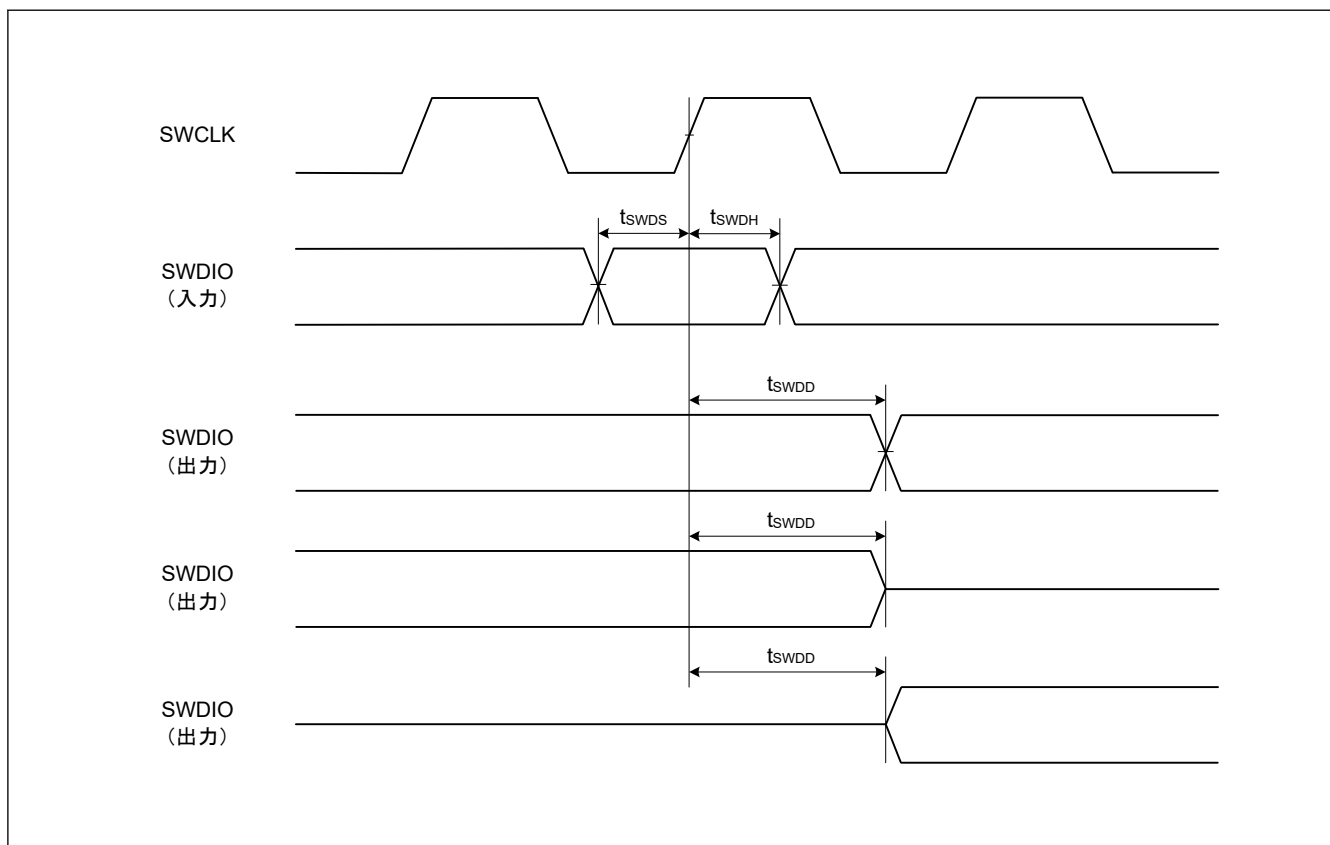 SWCLK
tSWDS
tSWDH
SWDIO
（入力）
tSWDD
SWDIO
（出力）
tSWDD
SWDIO
（出力）
tSWDD
SWDIO
（出力）